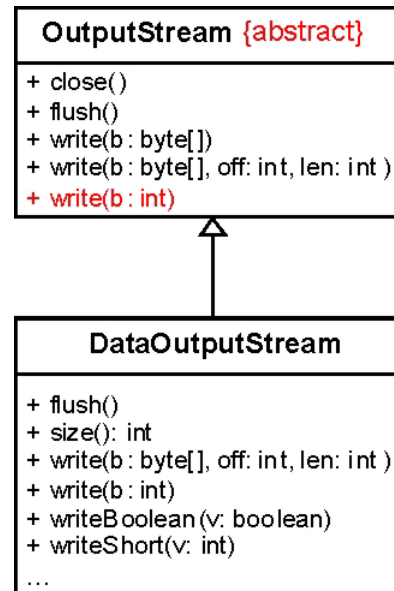 OutputStream {abstract}
+ close()
+ flush()
+ write(b : byte[])
+ write(b : byte[], off: int, len: int )
+ write(b : int)
DataOutputStream
+ flush()
+ size(): int
+ write(b : byte[], off: int, len: int )
+ write(b : int)
+ writeBoolean(v: boolean)
+ writeShort(v: int)
...